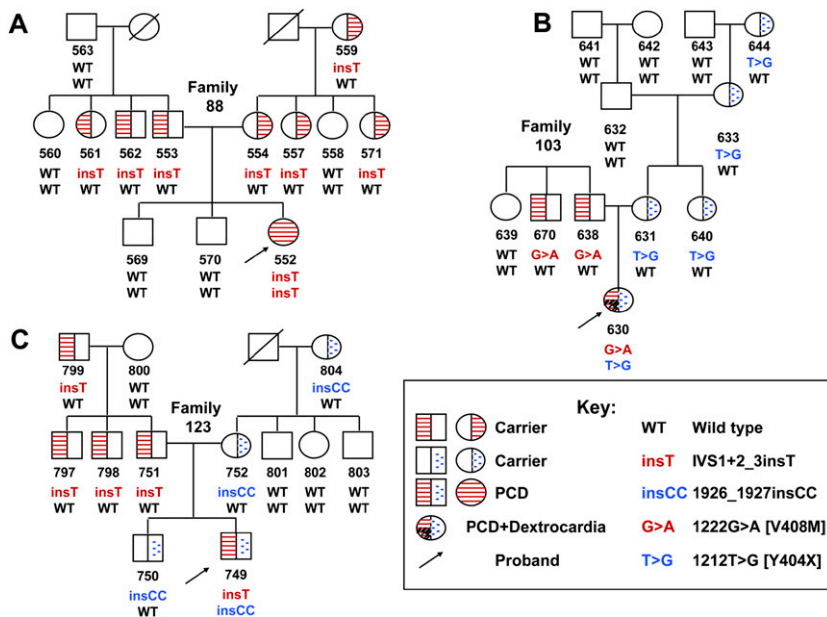 A
563
WT
WT
559
insT
WT
Family
88
560
WT
WT
561
insT
WT
562
insT
WT
553
insT
WT
554
insT
WT
557
insT
WT
558
WT
WT
571
insT
WT
569
WT
WT
570
WT
WT
552
insT
insT
B
641
WT
WT
642
WT
WT
643
WT
WT
644
T>G
WT
632
WT
WT
633
T>G
WT
Family
103
639
WT
WT
670
G>A
WT
638
G>A
WT
631
T>G
WT
640
T>G
WT
630
G>A
T>G
C
799
insT
WT
800
WT
WT
804
insCC
WT
Family
123
797
insT
WT
798
insT
WT
751
insT
WT
752
insCC
WT
801
WT
WT
802
WT
WT
803
WT
WT
750
insCC
WT
749
insT
insCC
Key:
Carrier WT Wild type
Carrier insT IVS1+2_3insT
PCD insCC 1926_1927insCC
PCD+Dextrocardia G>A 1222G>A [V408M]
Proband T>G 1212T>G [Y404X]